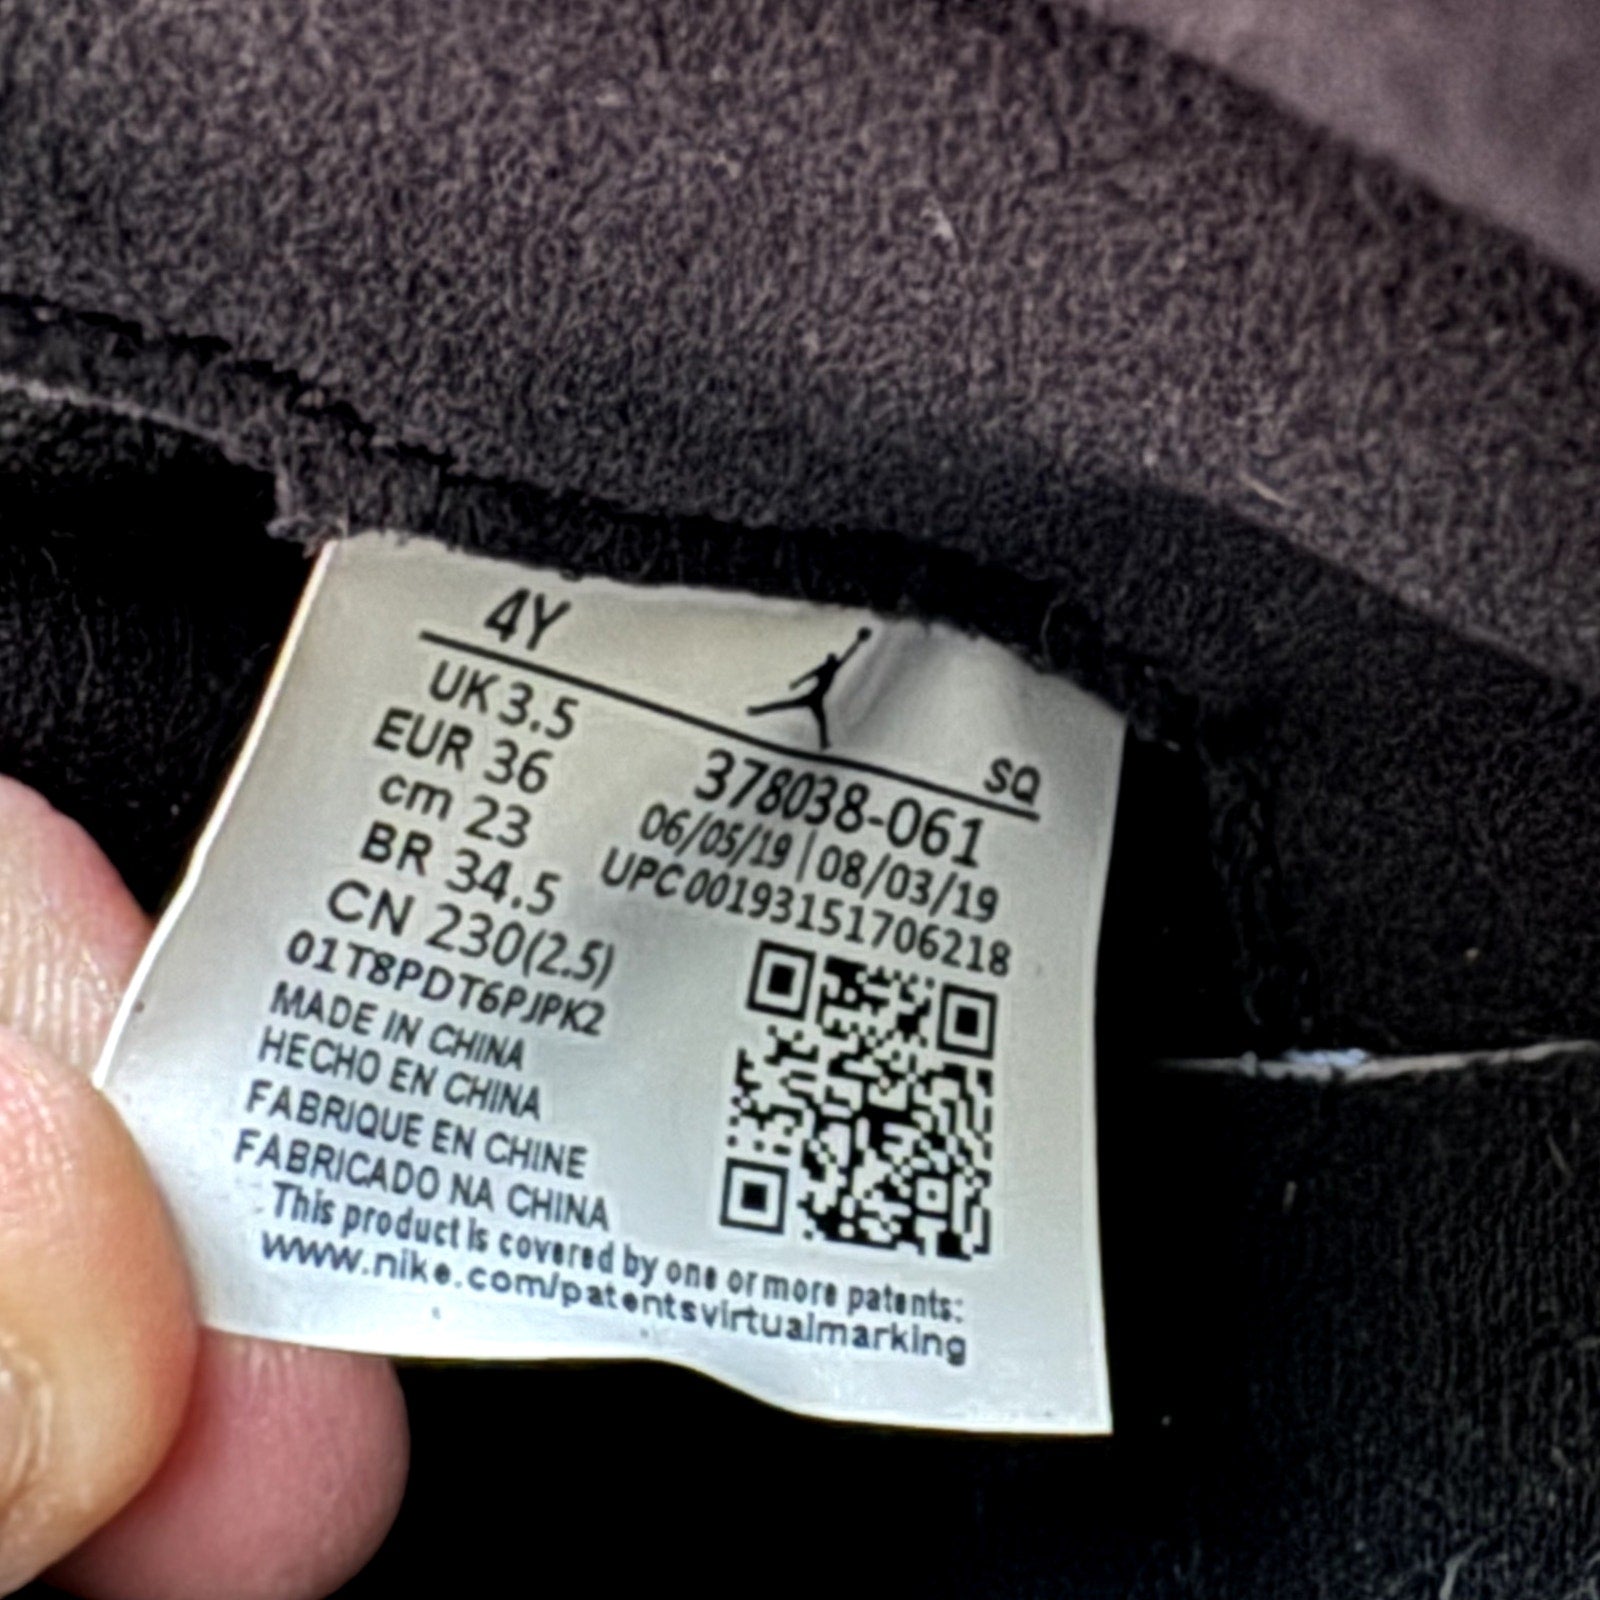 4Y
SQ
UK 3.5
EUR 36
cm 23
BR 34.5
CN 230(2.5)
378038-061
06/05/19 | 08/03/19
UPC 00193151706218
01T8PDT6PJPK2
MADE IN CHINA
HECHO EN CHINA
FABRIQUE EN CHINE
FABRICADO NA CHINA
This product is covered by one or more patents:
www.nike.com/patentsvirtualmarking